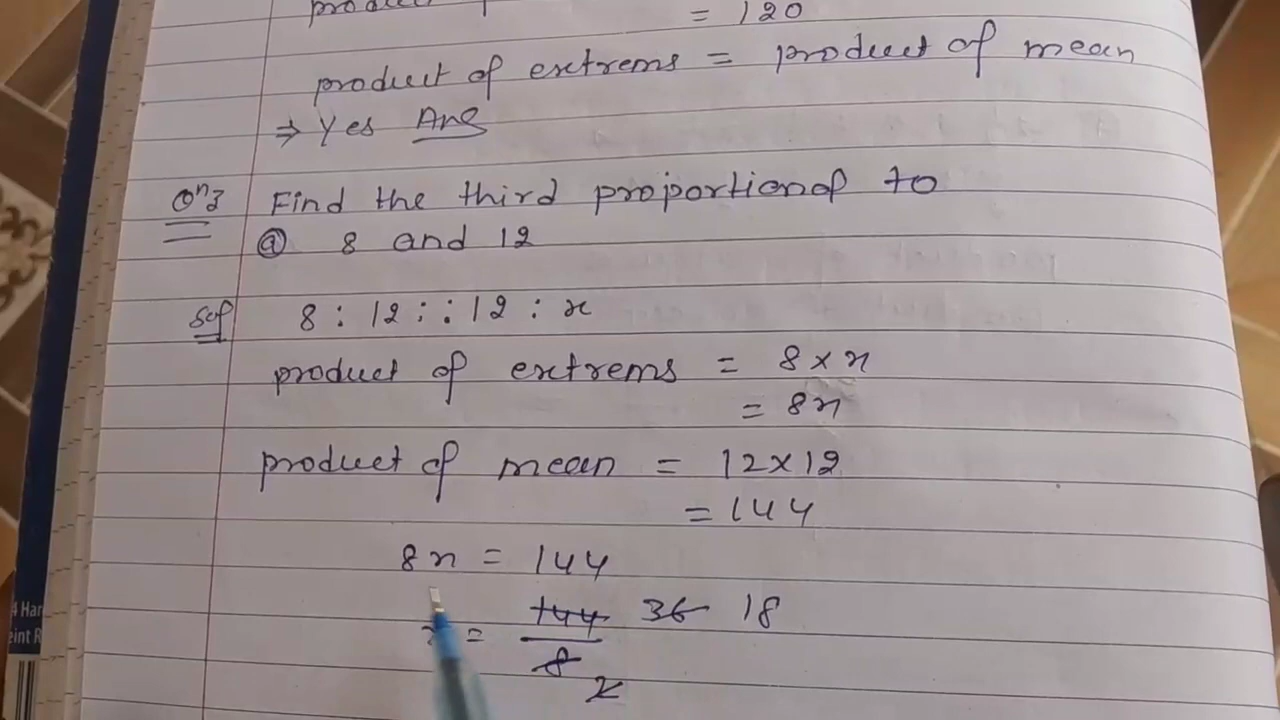 = 120
product of extrems = product of mean
⇒ Yes Ans
Qn3 Find the third proportional to
ⓐ 8 and 12
Sol 8 : 12 : : 12 : x
product of extrems = 8 × x
= 8x
product of mean = 12 × 12
= 144
8x = 144
= 144 36 18
8 2